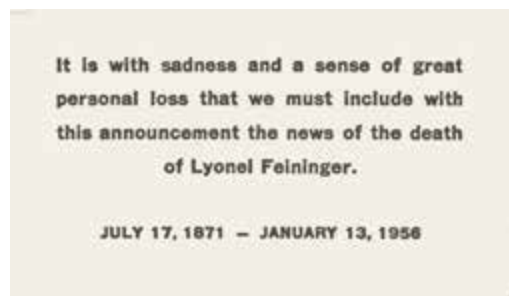 It is with sadness and a sense of great
personal loss that we must include with
this announcement the news of the death
of Lyonel Feininger.
JULY 17, 1871 – JANUARY 13, 1956